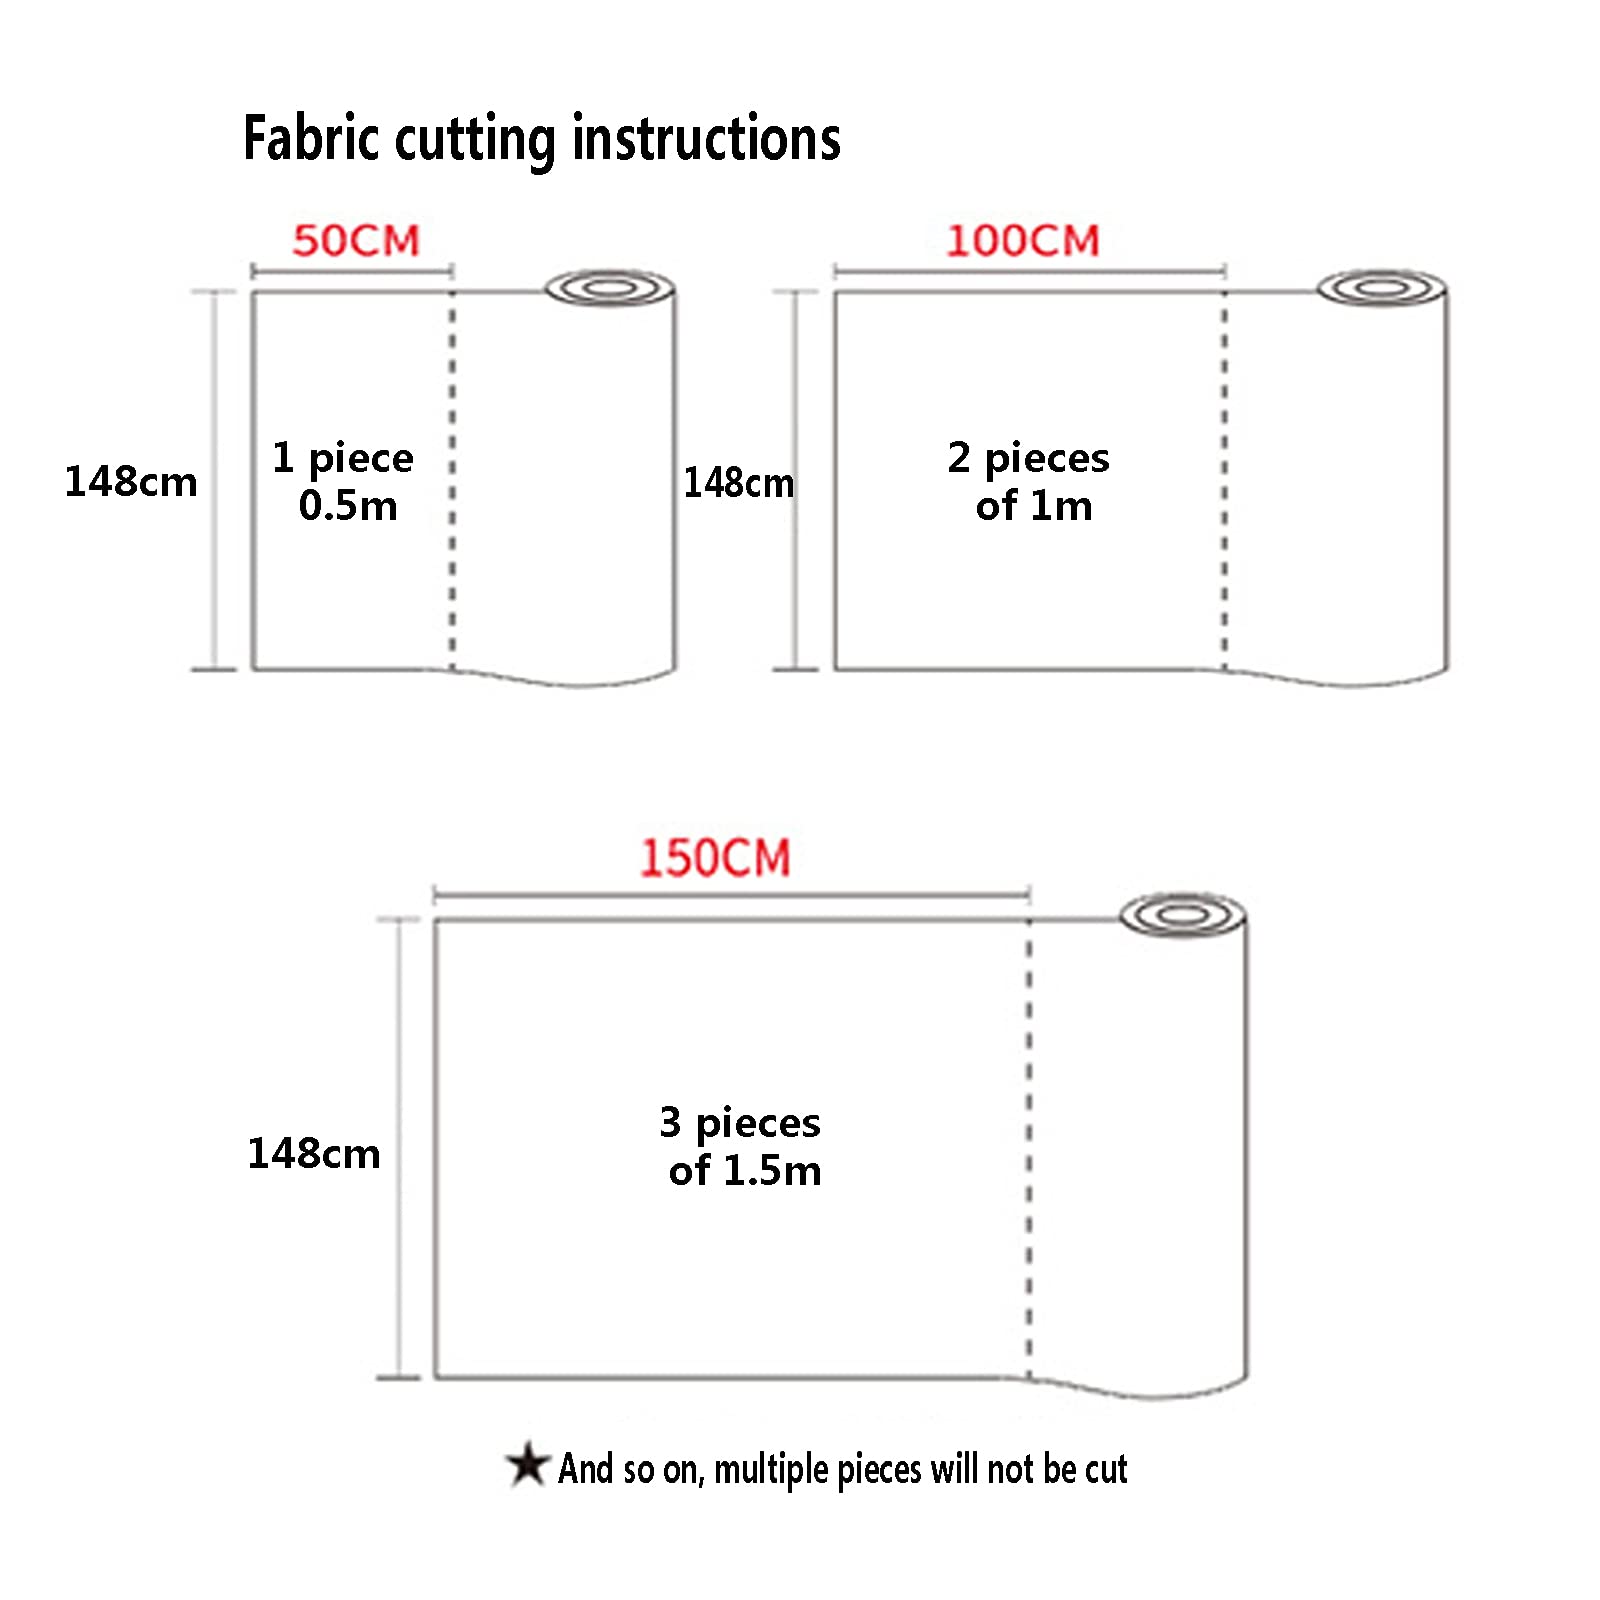 Fabric cutting instructions
50CM
100CM
148cm
1 piece
0.5m
148cm
2 pieces
of 1m
150CM
148cm
3 pieces
of 1.5m
★And so on, multiple pieces will not be cut